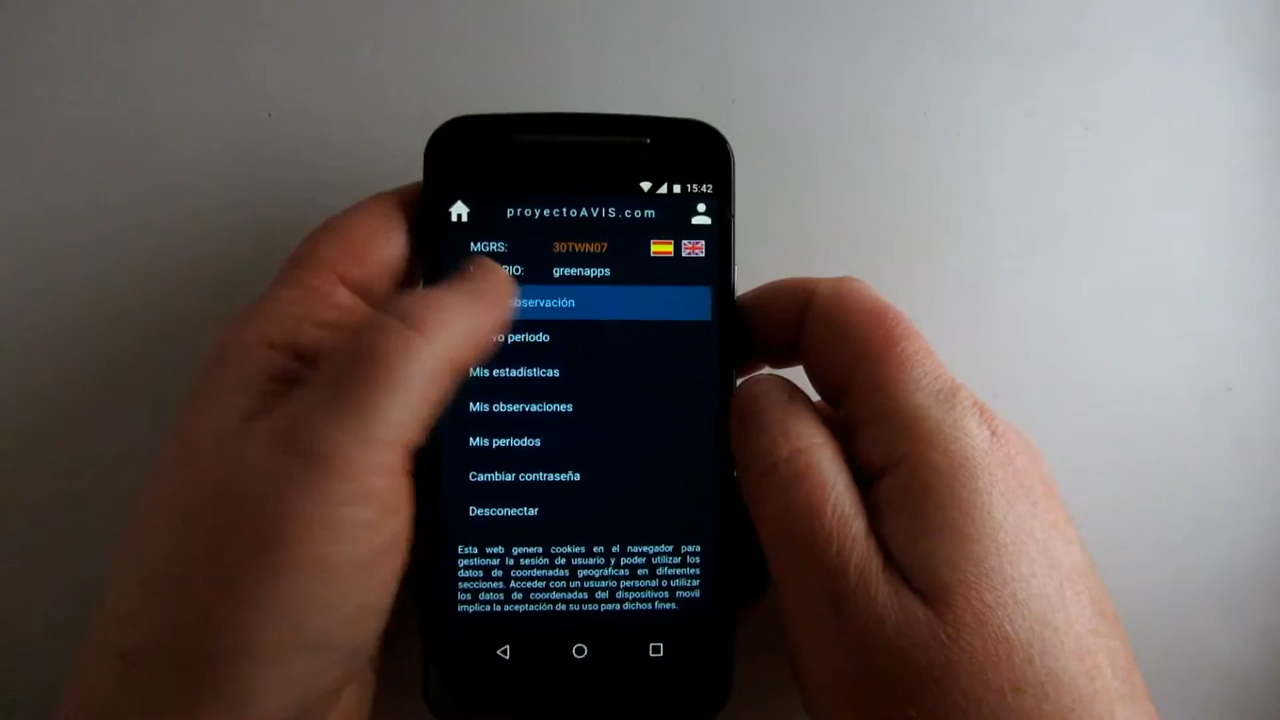 15:42
proyectoAVIS.com
MGRS: 30TWN07
greenapps
observación
periodo
Mis estadísticas
Mis observaciones
Mis periodos
Cambiar contraseña
Desconectar
Esta web genera cookies en el navegador para
gestionar la sesión de usuario y poder utilizar los
datos de coordenadas geográficas en diferentes
secciones. Acceder con un usuario personal o utilizar
los datos de coordenadas del dispositivos movil
implica la aceptación de su uso para dichos fines.